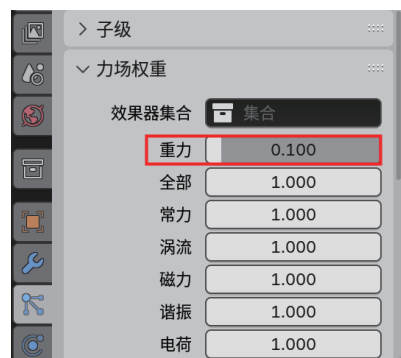 子级
力场权重
效果器集合 集合
重力 0.100
全部 1.000
常力 1.000
涡流 1.000
磁力 1.000
谐振 1.000
电荷 1.000